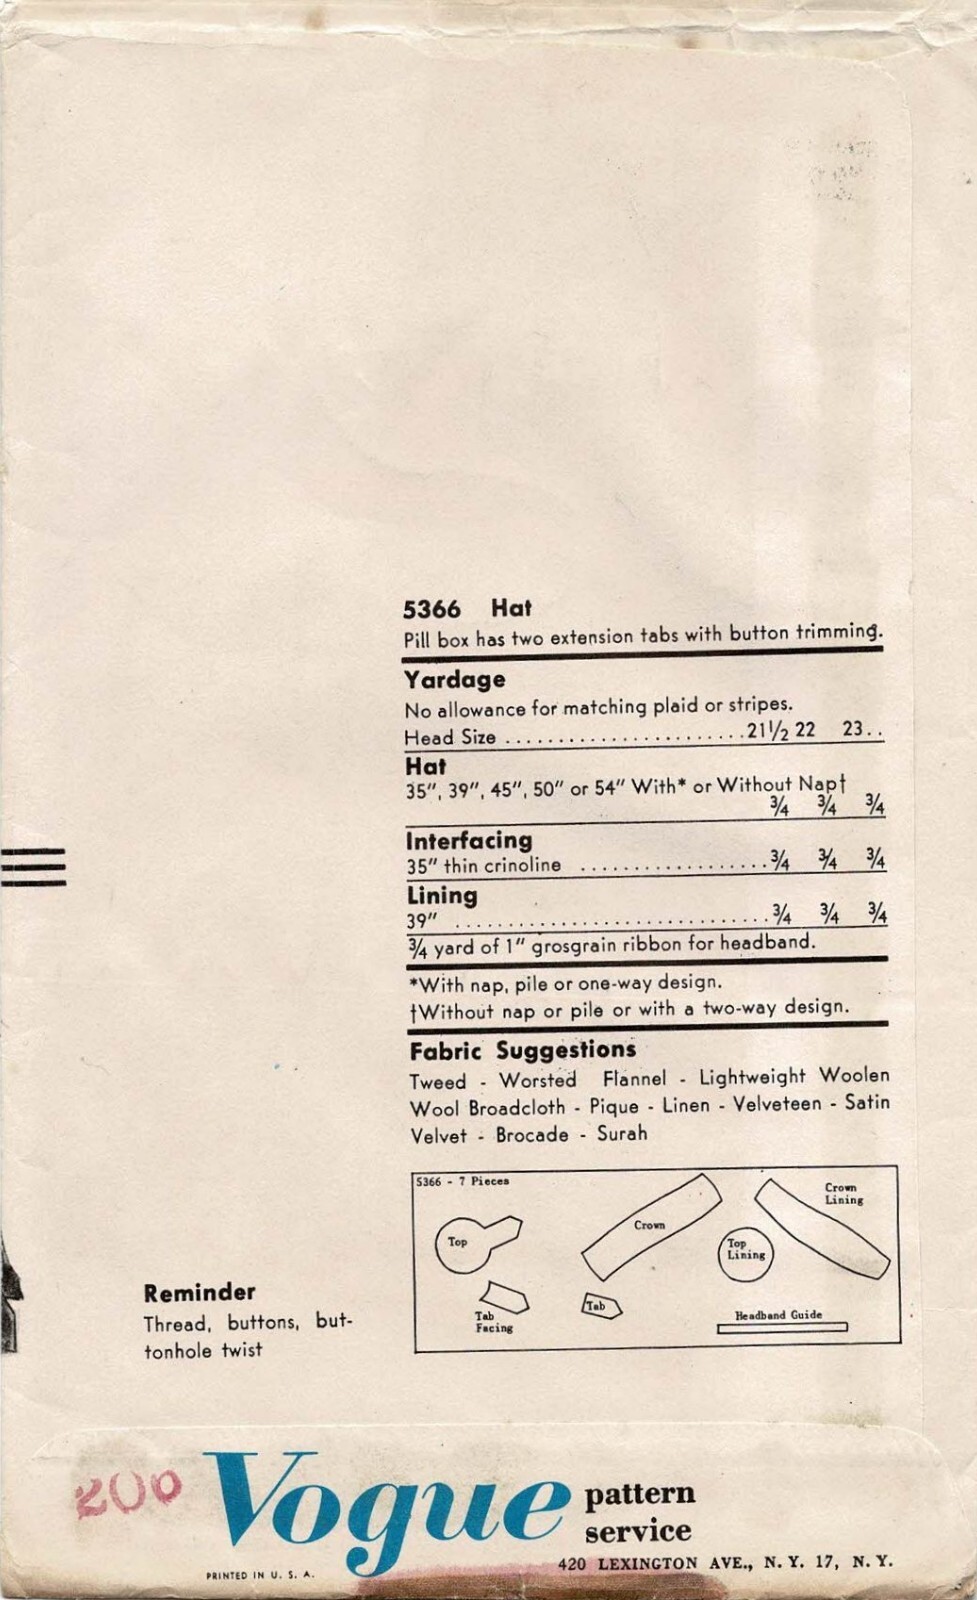 5366 Hat
Pill box has two extension tabs with button trimming.
Yardage
No allowance for matching plaid or stripes.
Head Size .......................21½ 22 23..
Hat
35", 39", 45", 50" or 54" With* or Without Nap†
¾ ¾ ¾
Interfacing
35" thin crinoline ..................¾ ¾ ¾
Lining
39" ..............................¾ ¾ ¾
¾ yard of 1" grosgrain ribbon for headband.
*With nap, pile or one-way design.
†Without nap or pile or with a two-way design.
Fabric Suggestions
Tweed - Worsted Flannel - Lightweight Woolen
Wool Broadcloth - Pique - Linen - Velveteen - Satin
Velvet - Brocade - Surah
5366 - 7 Pieces
Top
Crown
Crown
Lining
Top
Lining
Tab
Facing
Tab
Headband Guide
Reminder
Thread, buttons, but-
tonhole twist
200
Vogue
pattern
service
420 LEXINGTON AVE., N. Y. 17, N. Y.
PRINTED IN U. S. A.